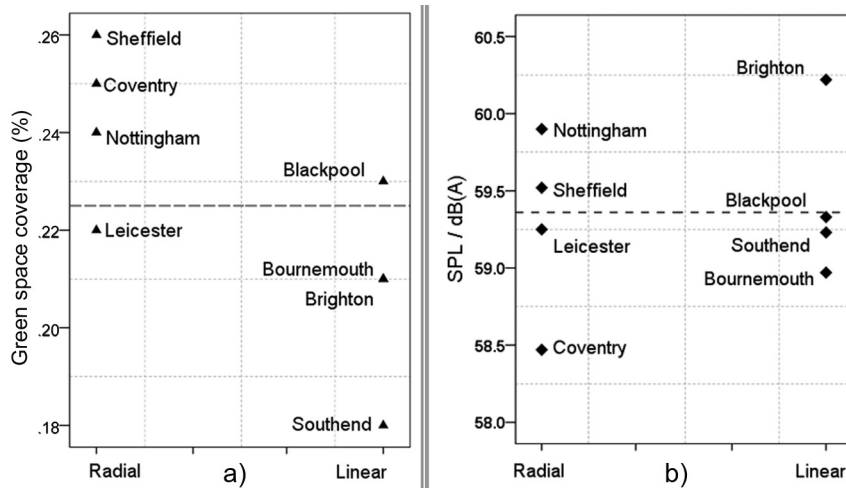 Green space coverage (%)
.26
.24
.22
.20
.18
Sheffield
Coventry
Nottingham
Leicester
Blackpool
Bournemouth
Brighton
Southend
Radial
a)
Linear
SPL / dB(A)
60.5
60.0
59.5
59.0
58.5
58.0
Brighton
Nottingham
Sheffield
Blackpool
Leicester
Southend
Bournemouth
Coventry
Radial
b)
Linear